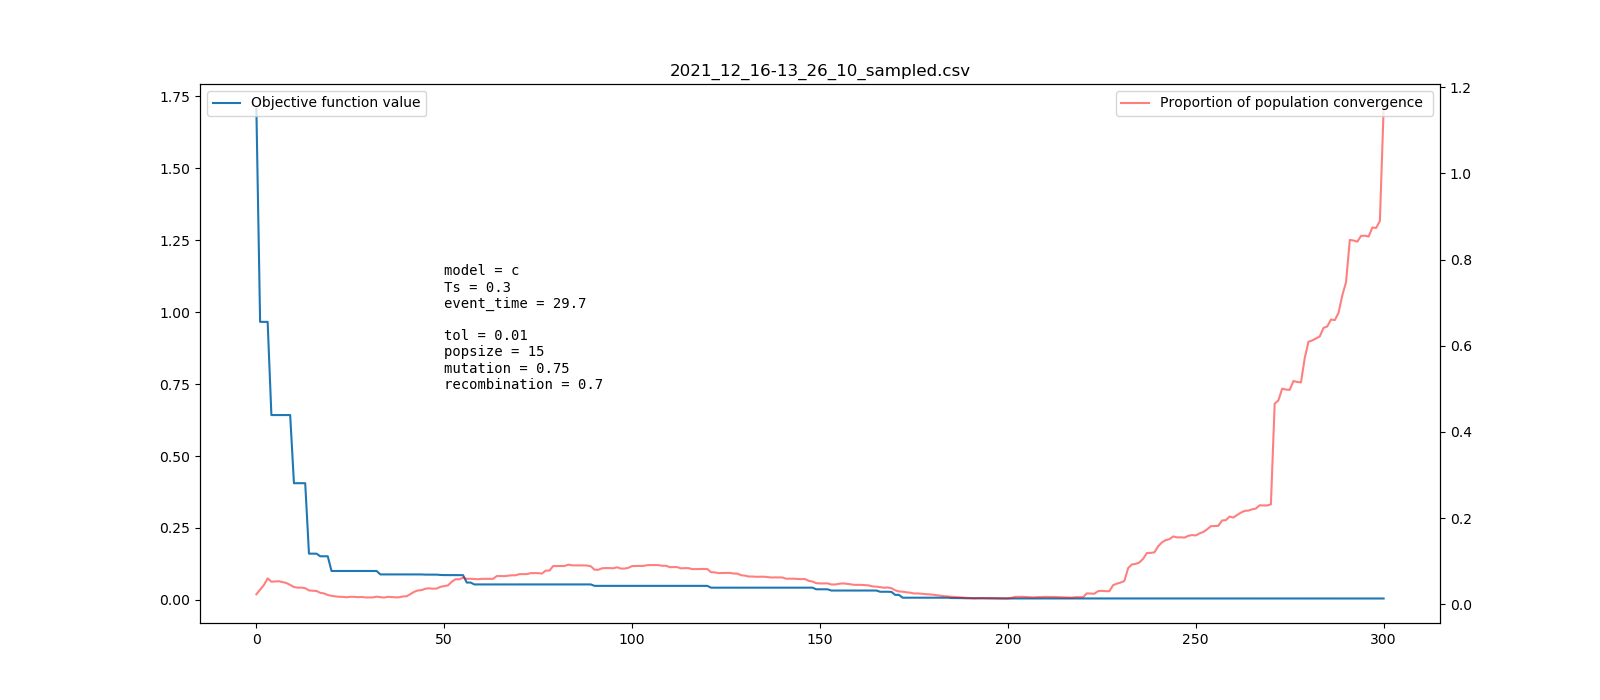 2021_12_16-13_26_10_sampled.csv
Objective function value
Proportion of population convergence
model = c
Ts = 0.3
event_time = 29.7
tol = 0.01
popsize = 15
mutation = 0.75
recombination = 0.7
1.75
1.50
1.25
1.00
0.75
0.50
0.25
0.00
1.2
1.0
0.8
0.6
0.4
0.2
0.0
0 50 100 150 200 250 300